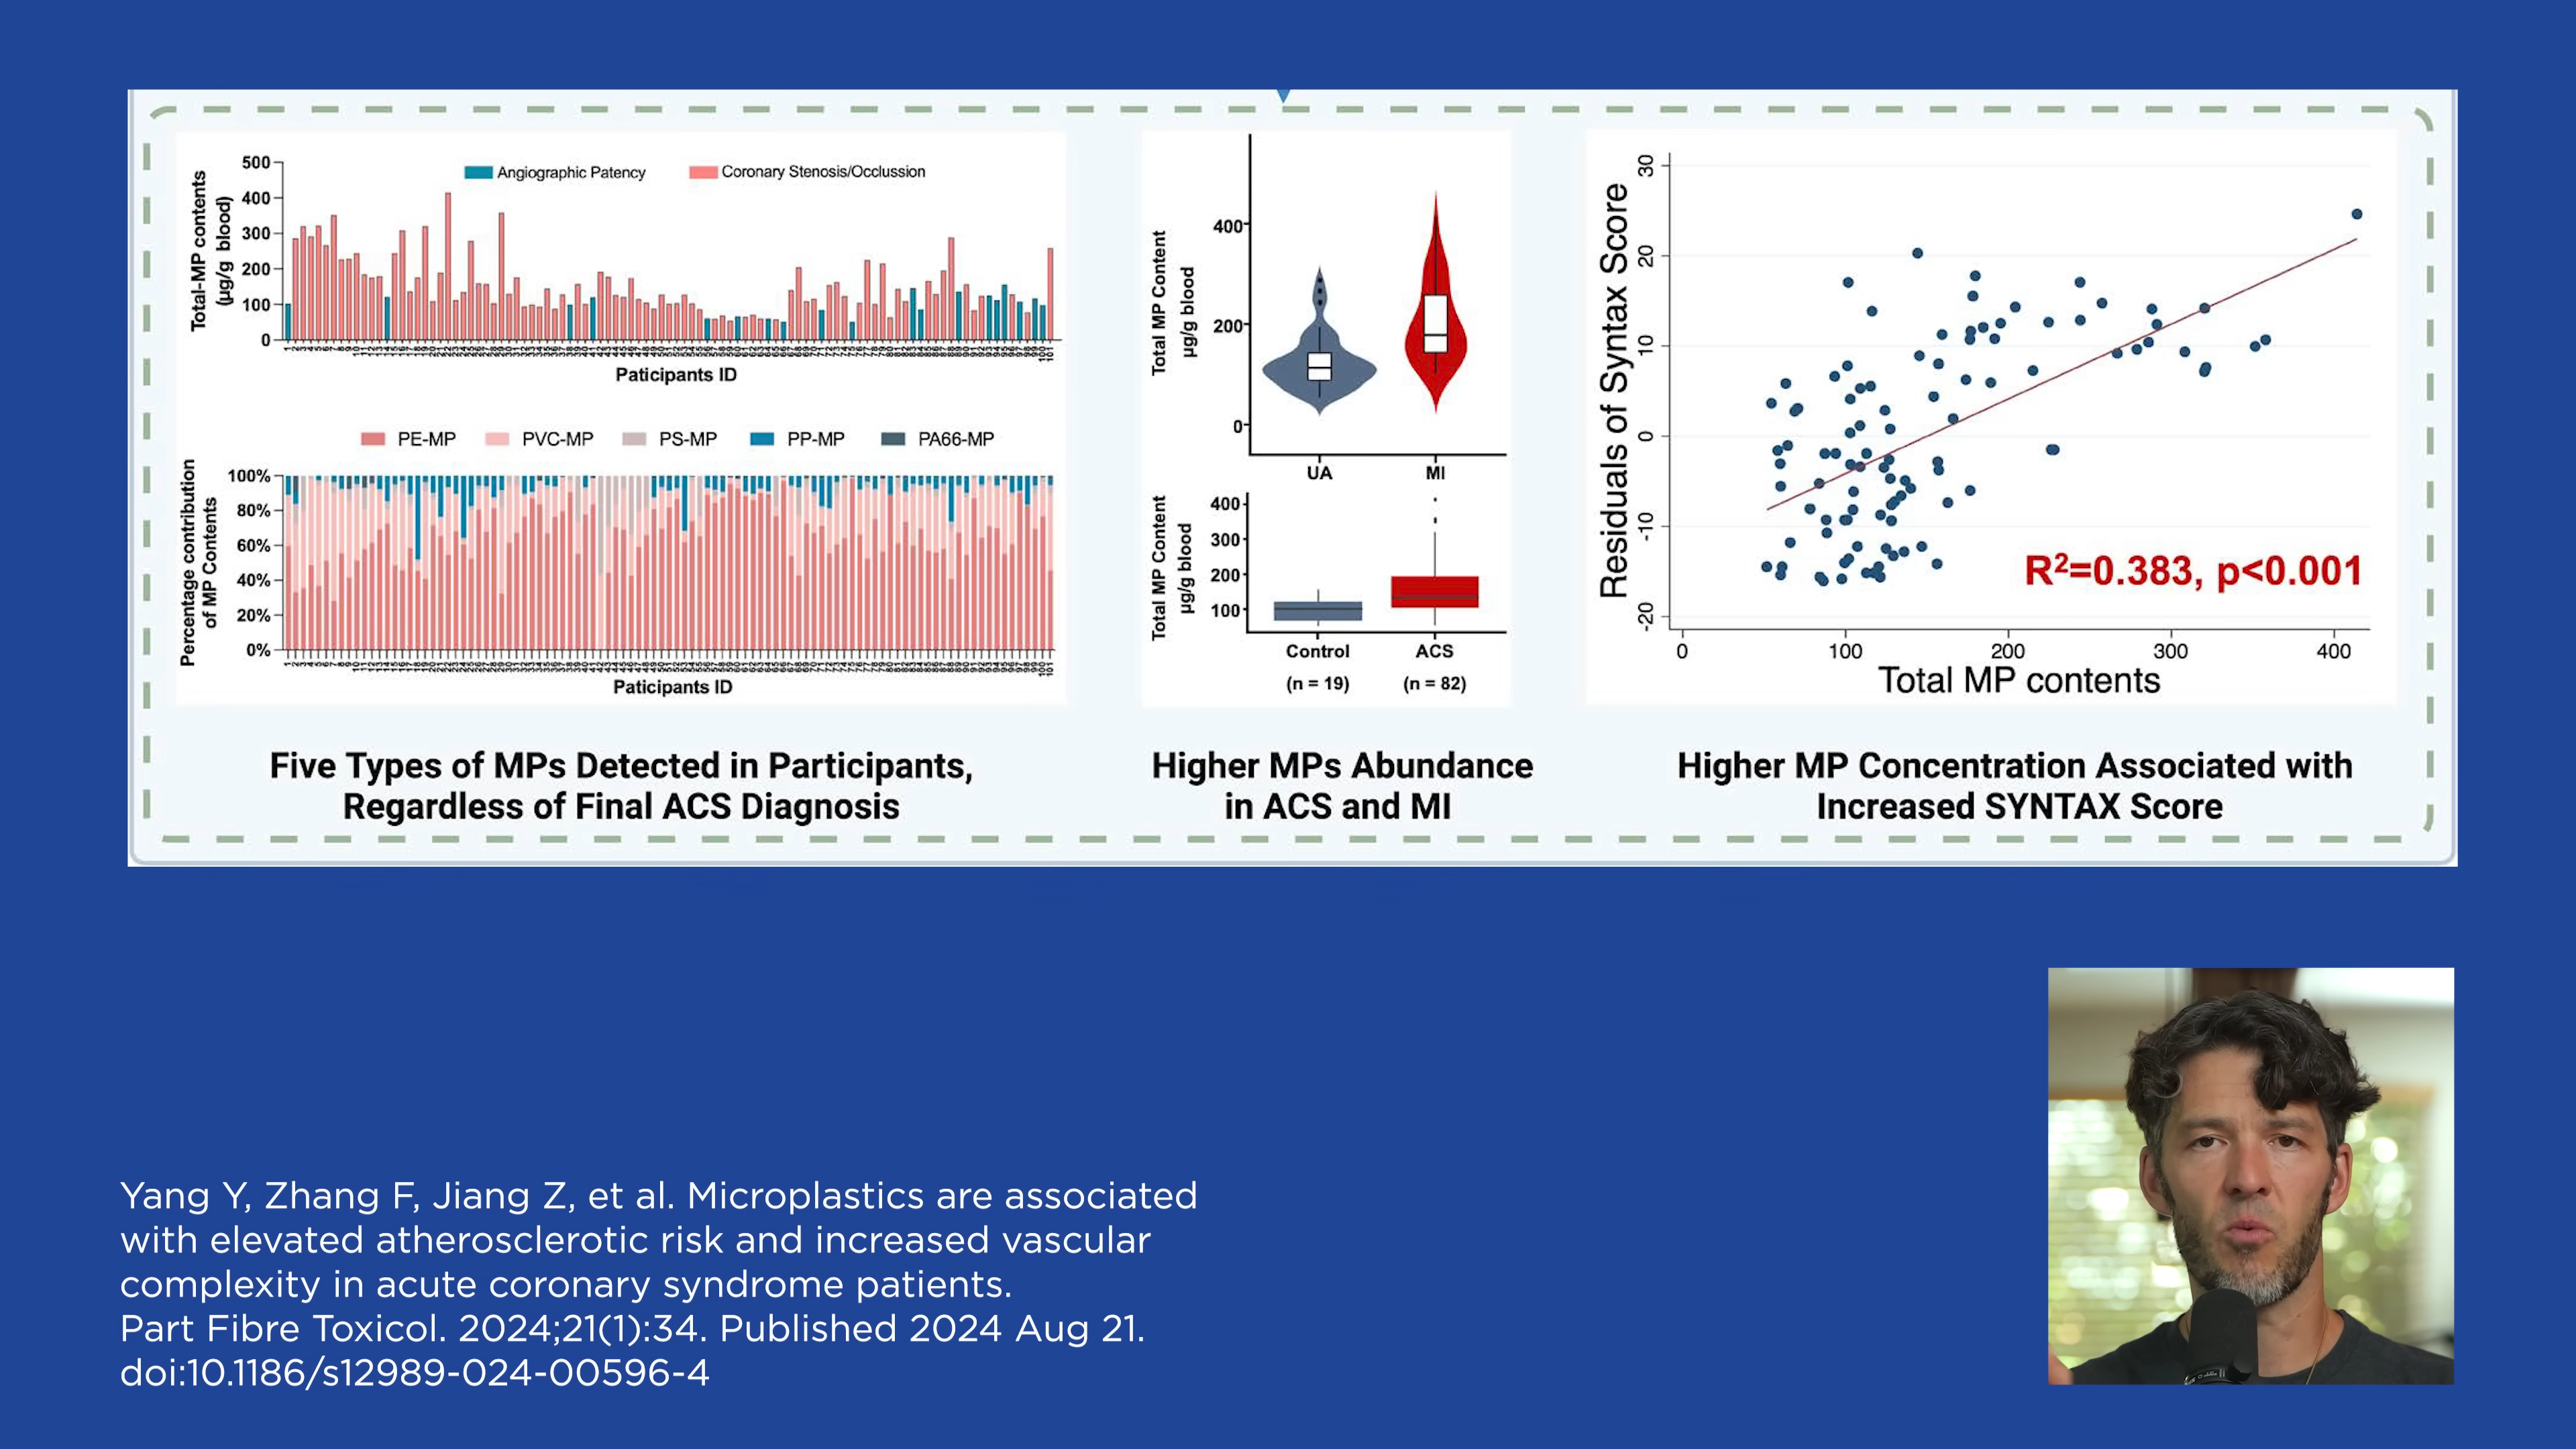 500
400
300
200
100
0
Total-MP contents
(µg/g blood)
Angiographic Patency
Coronary Stenosis/Occlussion
Paticipants ID
PE-MP PVC-MP PS-MP PP-MP PA66-MP
100%
80%
60%
40%
20%
0%
Percentage contribution
of MP Contents
Paticipants ID
Five Types of MPs Detected in Participants,
Regardless of Final ACS Diagnosis
Total MP Content
µg/g blood
400
200
0
UA MI
Total MP Content
µg/g blood
400
300
200
100
Control ACS
(n = 19) (n = 82)
Higher MPs Abundance
in ACS and MI
Residuals of Syntax Score
30
20
10
0
-10
-20
R²=0.383, p<0.001
0 100 200 300 400
Total MP contents
Higher MP Concentration Associated with
Increased SYNTAX Score
Yang Y, Zhang F, Jiang Z, et al. Microplastics are associated
with elevated atherosclerotic risk and increased vascular
complexity in acute coronary syndrome patients.
Part Fibre Toxicol. 2024;21(1):34. Published 2024 Aug 21.
doi:10.1186/s12989-024-00596-4